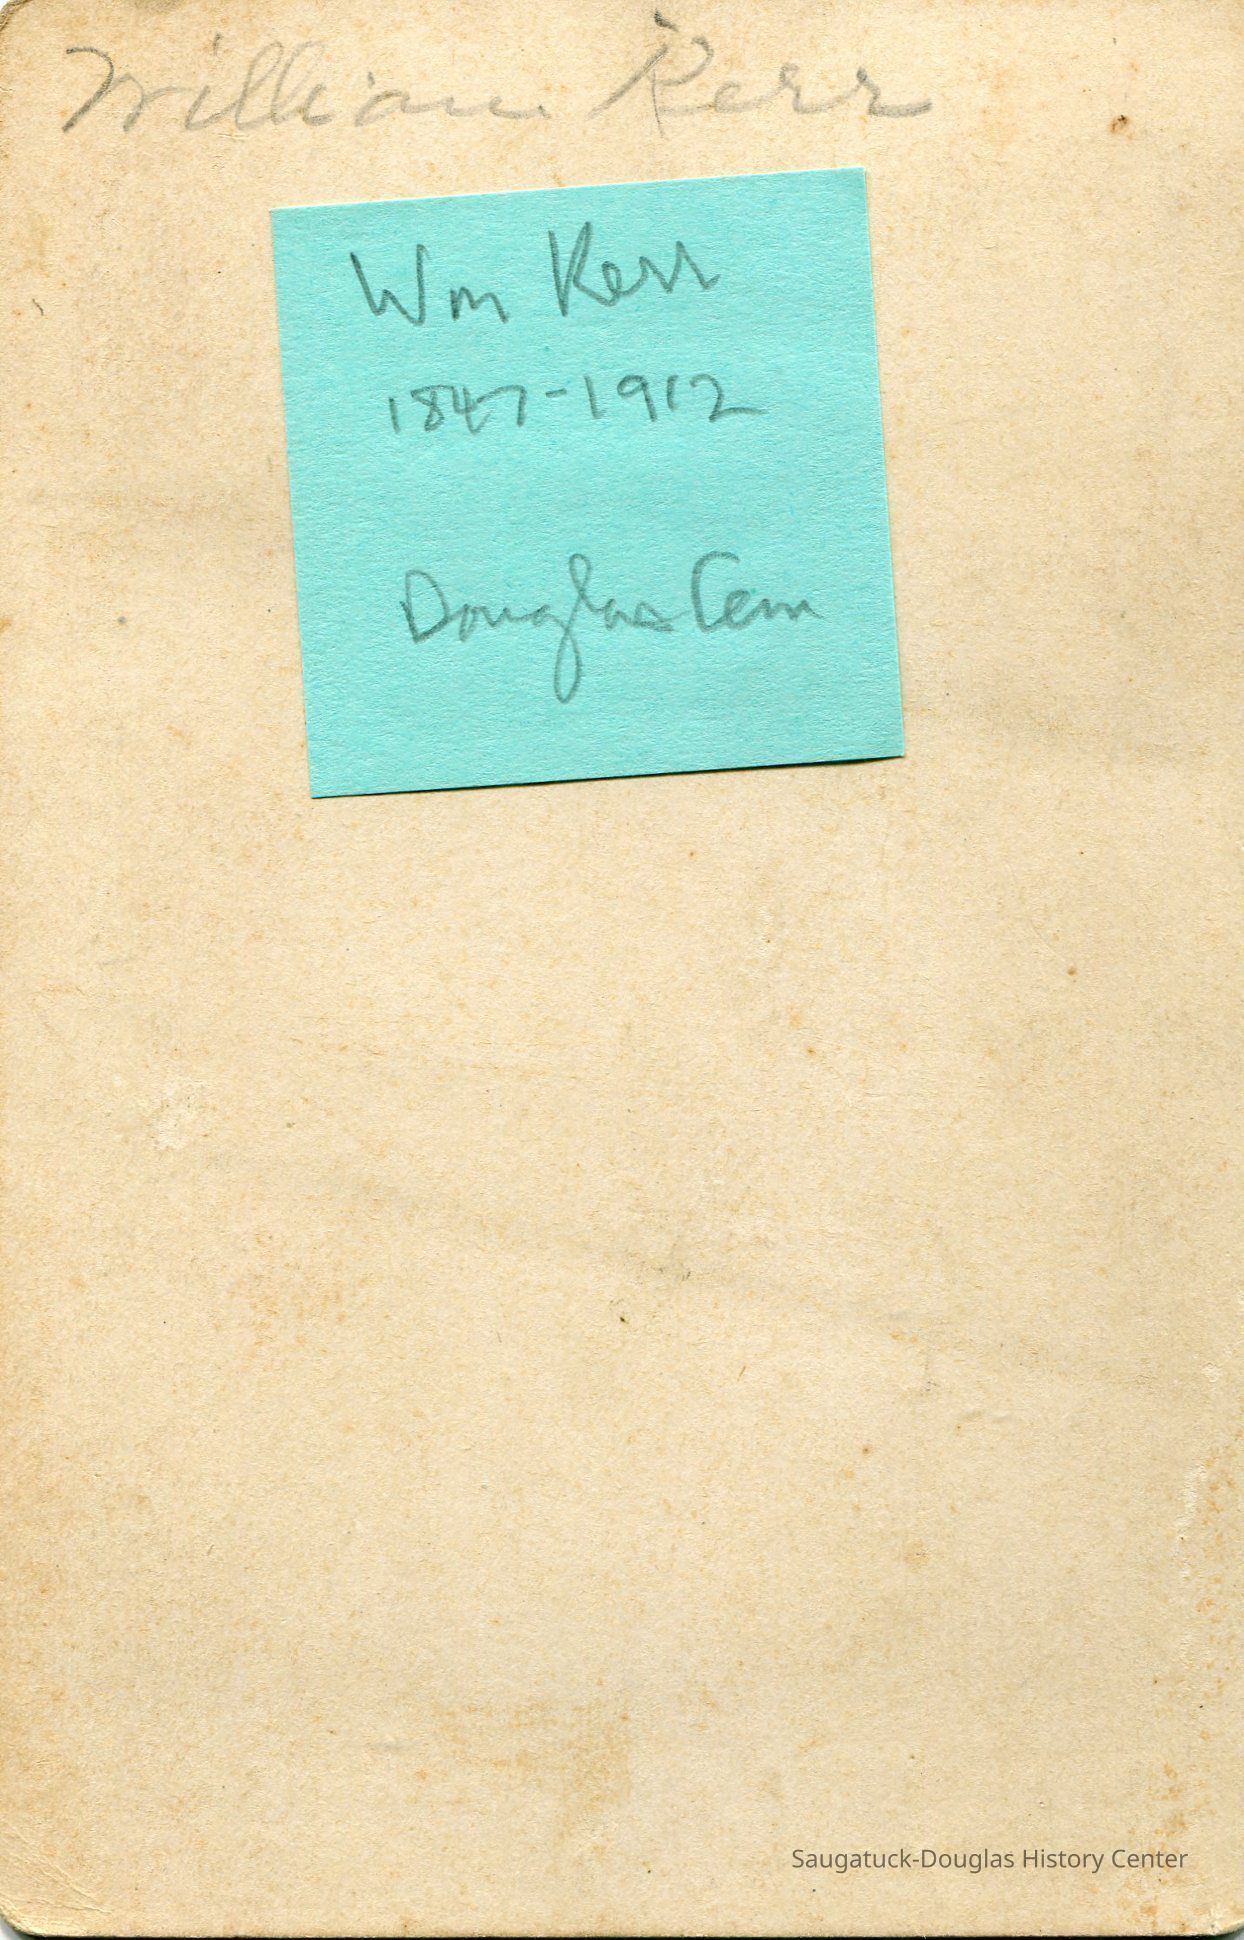 William Kerr
Wm Kerr
1847-1912
Douglas Cem
Saugatuck-Douglas History Center